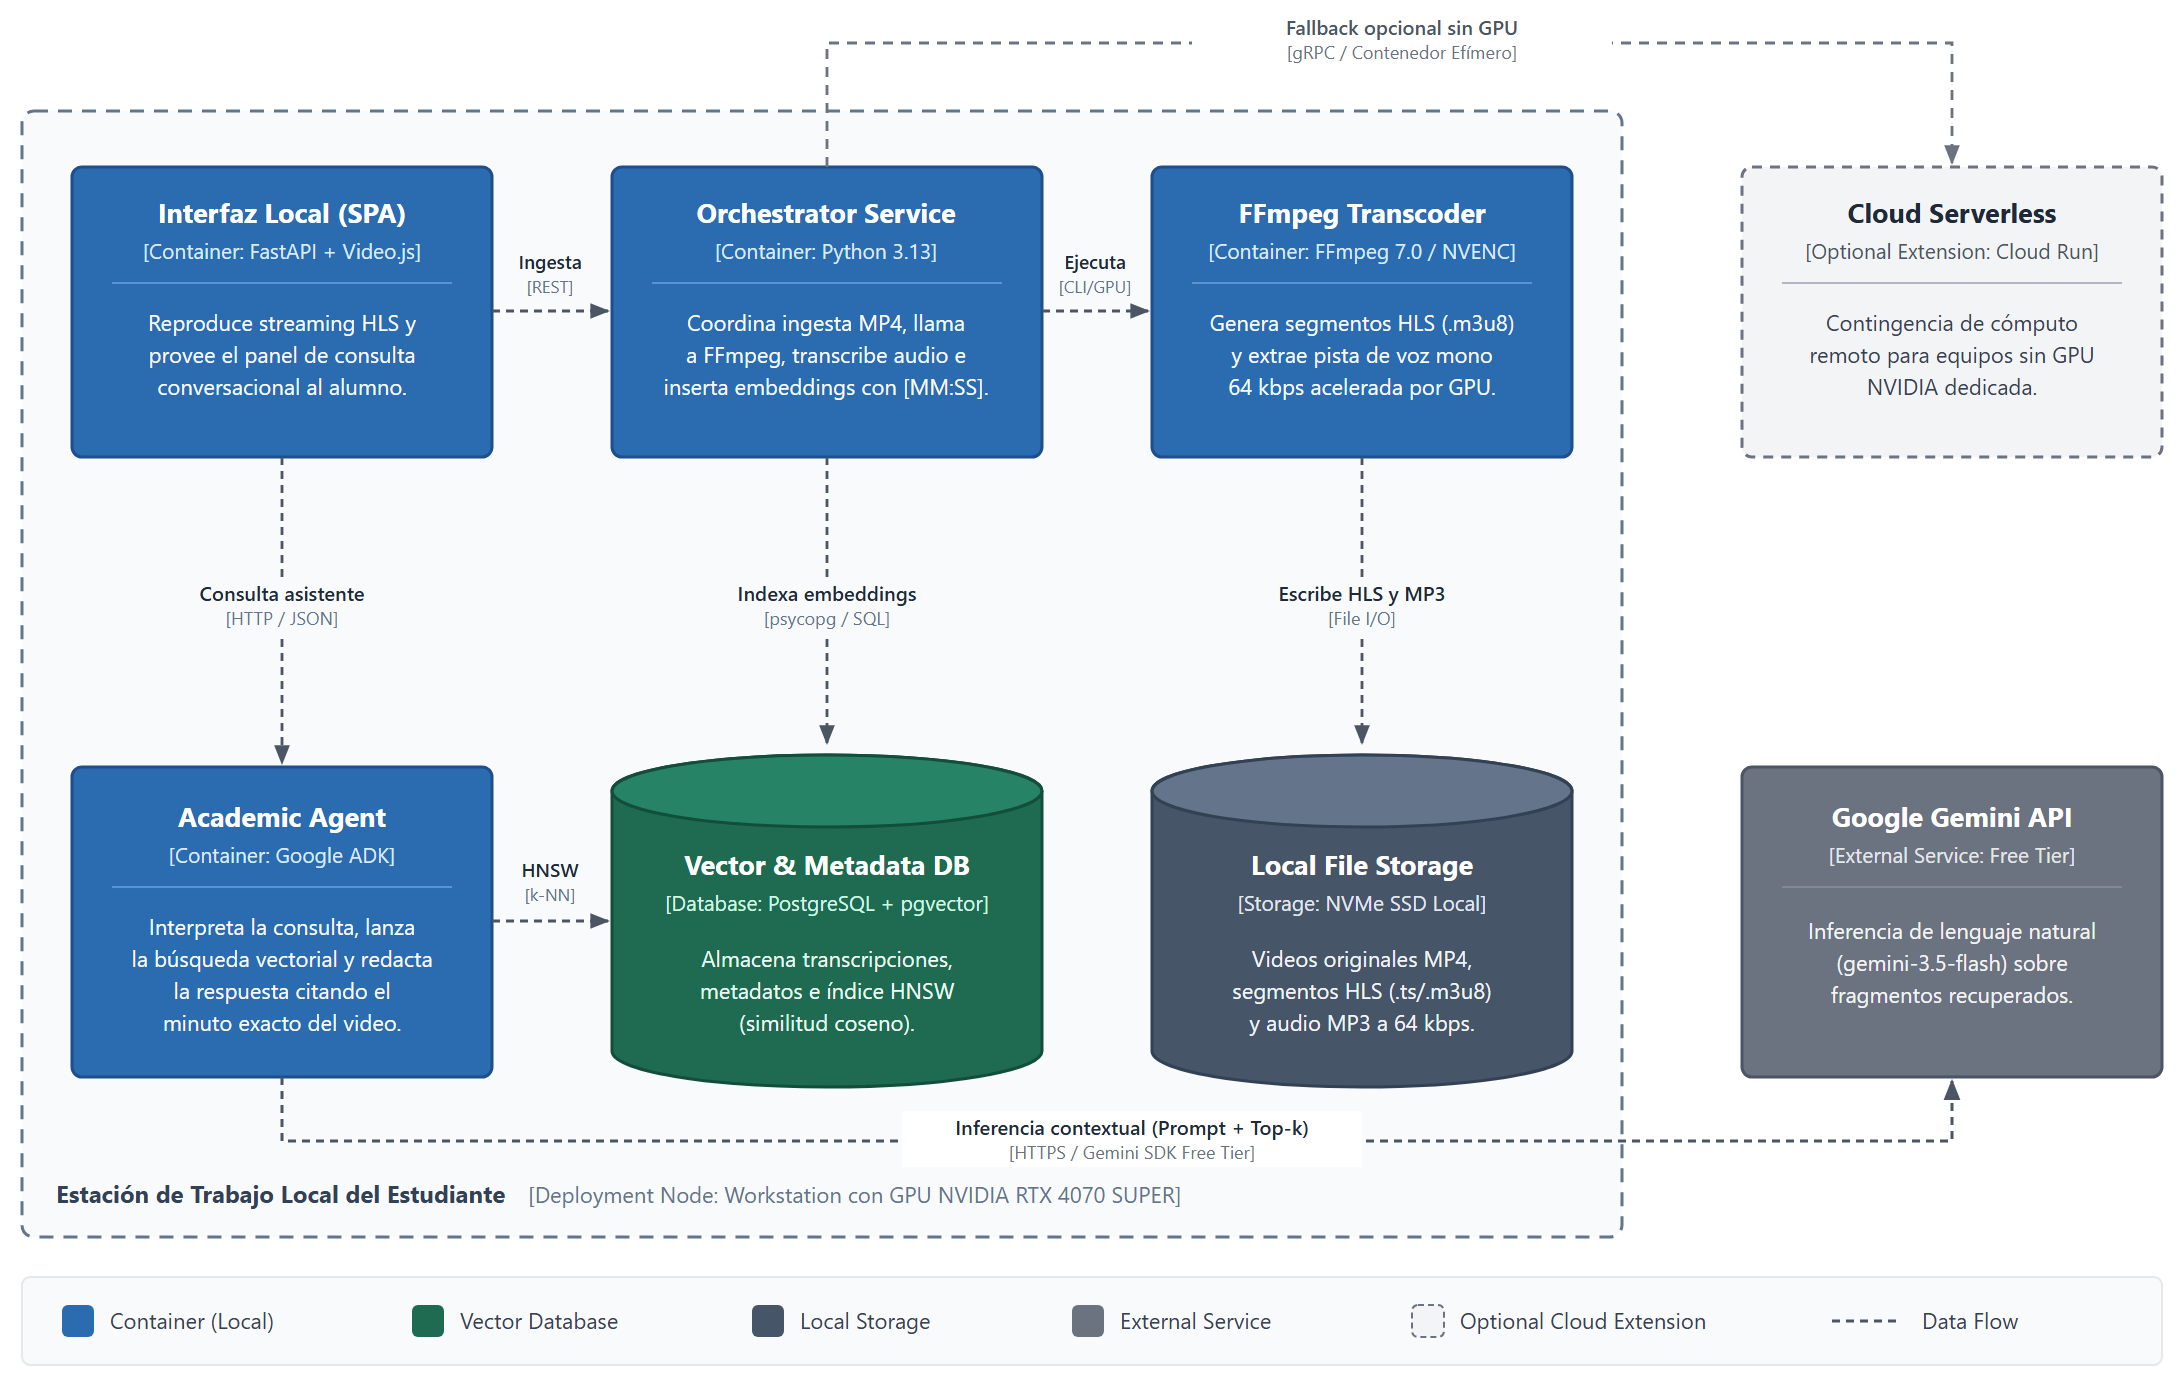 Fallback opcional sin GPU
[gRPC / Contenedor Efímero]
Interfaz Local (SPA)
[Container: FastAPI + Video.js]
Reproduce streaming HLS y
provee el panel de consulta
conversacional al alumno.
Ingesta
[REST]
Orchestrator Service
[Container: Python 3.13]
Coordina ingesta MP4, llama
a FFmpeg, transcribe audio e
inserta embeddings con [MM:SS].
Ejecuta
[CLI/GPU]
FFmpeg Transcoder
[Container: FFmpeg 7.0 / NVENC]
Genera segmentos HLS (.m3u8)
y extrae pista de voz mono
64 kbps acelerada por GPU.
Cloud Serverless
[Optional Extension: Cloud Run]
Contingencia de cómputo
remoto para equipos sin GPU
NVIDIA dedicada.
Consulta asistente
[HTTP / JSON]
Indexa embeddings
[psycopg / SQL]
Escribe HLS y MP3
[File I/O]
Academic Agent
[Container: Google ADK]
Interpreta la consulta, lanza
la búsqueda vectorial y redacta
la respuesta citando el
minuto exacto del video.
HNSW
[k-NN]
Vector & Metadata DB
[Database: PostgreSQL + pgvector]
Almacena transcripciones,
metadatos e índice HNSW
(similitud coseno).
Local File Storage
[Storage: NVMe SSD Local]
Videos originales MP4,
segmentos HLS (.ts/.m3u8)
y audio MP3 a 64 kbps.
Google Gemini API
[External Service: Free Tier]
Inferencia de lenguaje natural
(gemini-3.5-flash) sobre
fragmentos recuperados.
Inferencia contextual (Prompt + Top-k)
[HTTPS / Gemini SDK Free Tier]
Estación de Trabajo Local del Estudiante [Deployment Node: Workstation con GPU NVIDIA RTX 4070 SUPER]
Container (Local)
Vector Database
Local Storage
External Service
Optional Cloud Extension
Data Flow